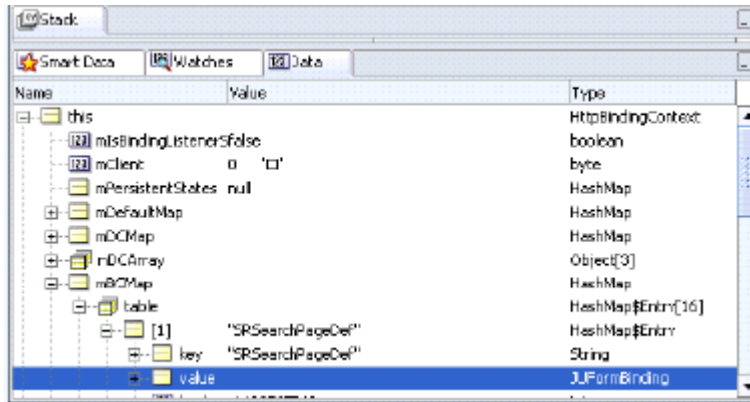 Stack
Smart Data Watches Data
Name Value Type
this HttpBindingContext
mIsBindingListenerS false boolean
mClient 0 '□' byte
mPersistentStates null HashMap
mDefaultMap HashMap
mDCMap HashMap
mDCArray Object[3]
mBCMap HashMap
table HashMap$Entry[16]
[1] "SRSearchPageDef" HashMap$Entry
key "SRSearchPageDef" String
value JUFormBinding